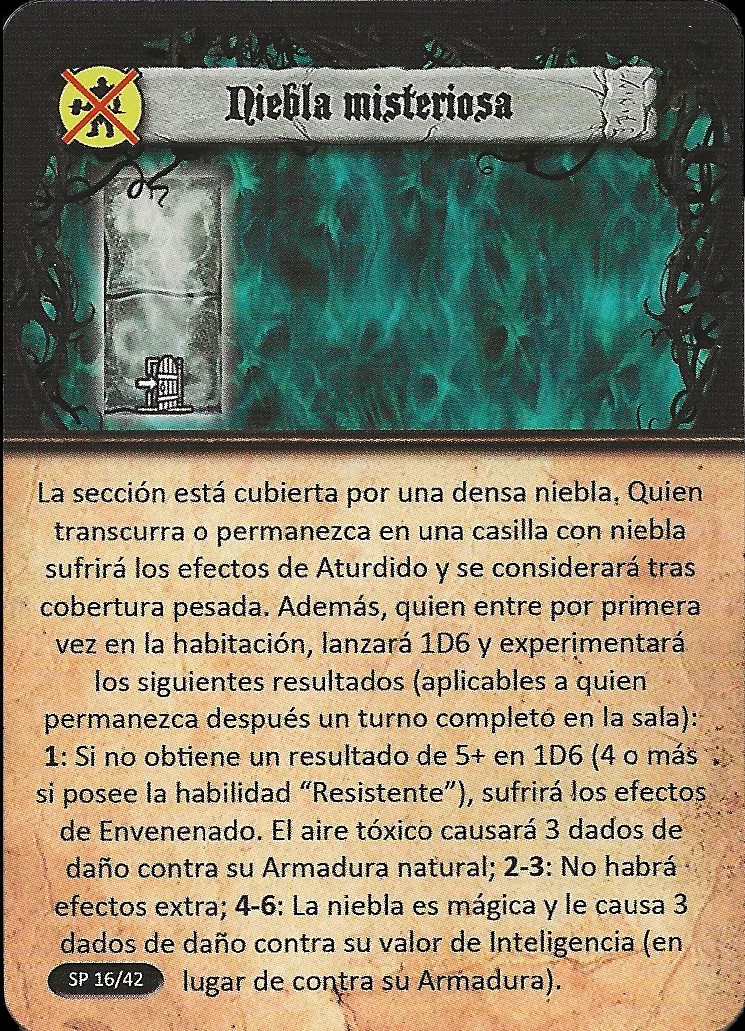 Niebla misteriosa
La sección está cubierta por una densa niebla. Quien
transcurra o permanezca en una casilla con niebla
sufrirá los efectos de Aturdido y se considerará tras
cobertura pesada. Además, quien entre por primera
vez en la habitación, lanzará 1D6 y experimentará
los siguientes resultados (aplicables a quien
permanezca después un turno completo en la sala):
1: Si no obtiene un resultado de 5+ en 1D6 (4 o más
si posee la habilidad “Resistente”), sufrirá los efectos
de Envenenado. El aire tóxico causará 3 dados de
daño contra su Armadura natural; 2-3: No habrá
efectos extra; 4-6: La niebla es mágica y le causa 3
dados de daño contra su valor de Inteligencia (en
lugar de contra su Armadura).
SP 16/42